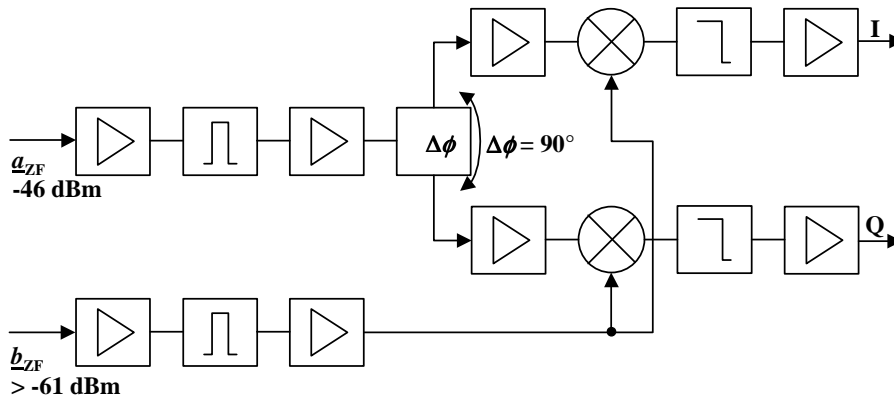 I
a_ZF
-46 dBm
Δϕ
Δϕ = 90°
Q
b_ZF
> -61 dBm